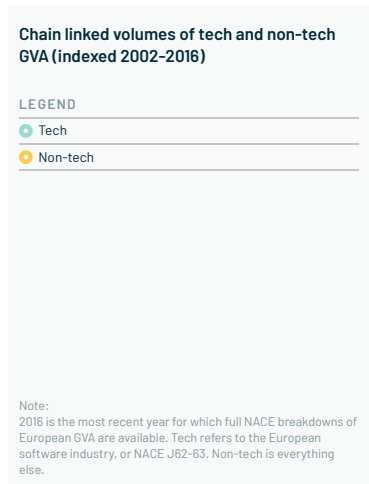 Chain linked volumes of tech and non-tech
GVA (indexed 2002-2016)
LEGEND
Tech
Non-tech
Note:
2016 is the most recent year for which full NACE breakdowns of
European GVA are available. Tech refers to the European
software industry, or NACE J62-63. Non-tech is everything
else.